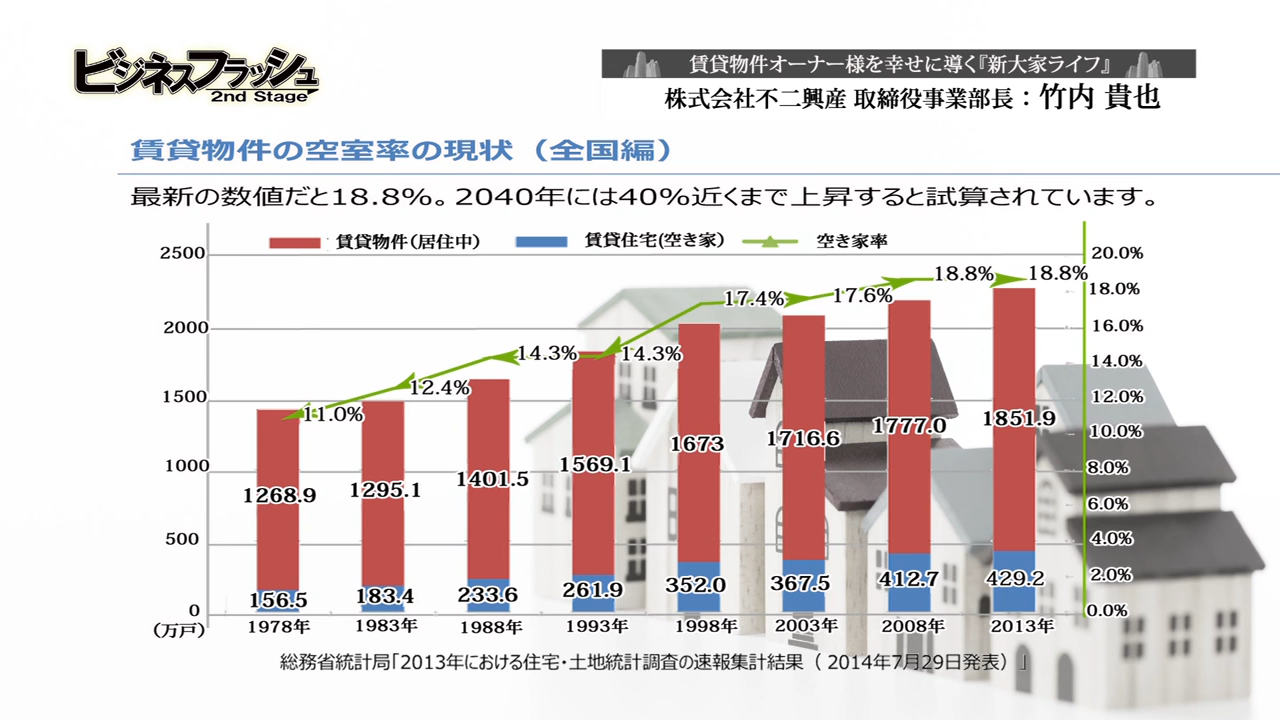 ビジネスフラッシュ
2nd Stage
賃貸物件オーナー様を幸せに導く『新大家ライフ』
株式会社不二興産 取締役事業部長：竹内 貴也
賃貸物件の空室率の現状（全国編）
最新の数値だと18.8%。2040年には40%近くまで上昇すると試算されています。
賃貸物件(居住中) 賃貸住宅(空き家) 空き家率
2500
2000
1500
1000
500
0
(万戸)
20.0%
18.0%
16.0%
14.0%
12.0%
10.0%
8.0%
6.0%
4.0%
2.0%
0.0%
11.0% 12.4% 14.3% 14.3% 17.4% 17.6% 18.8% 18.8%
1268.9 1295.1 1401.5 1569.1 1673 1716.6 1777.0 1851.9
156.5 183.4 233.6 261.9 352.0 367.5 412.7 429.2
1978年 1983年 1988年 1993年 1998年 2003年 2008年 2013年
総務省統計局「2013年における住宅・土地統計調査の速報集計結果（ 2014年7月29日発表）」